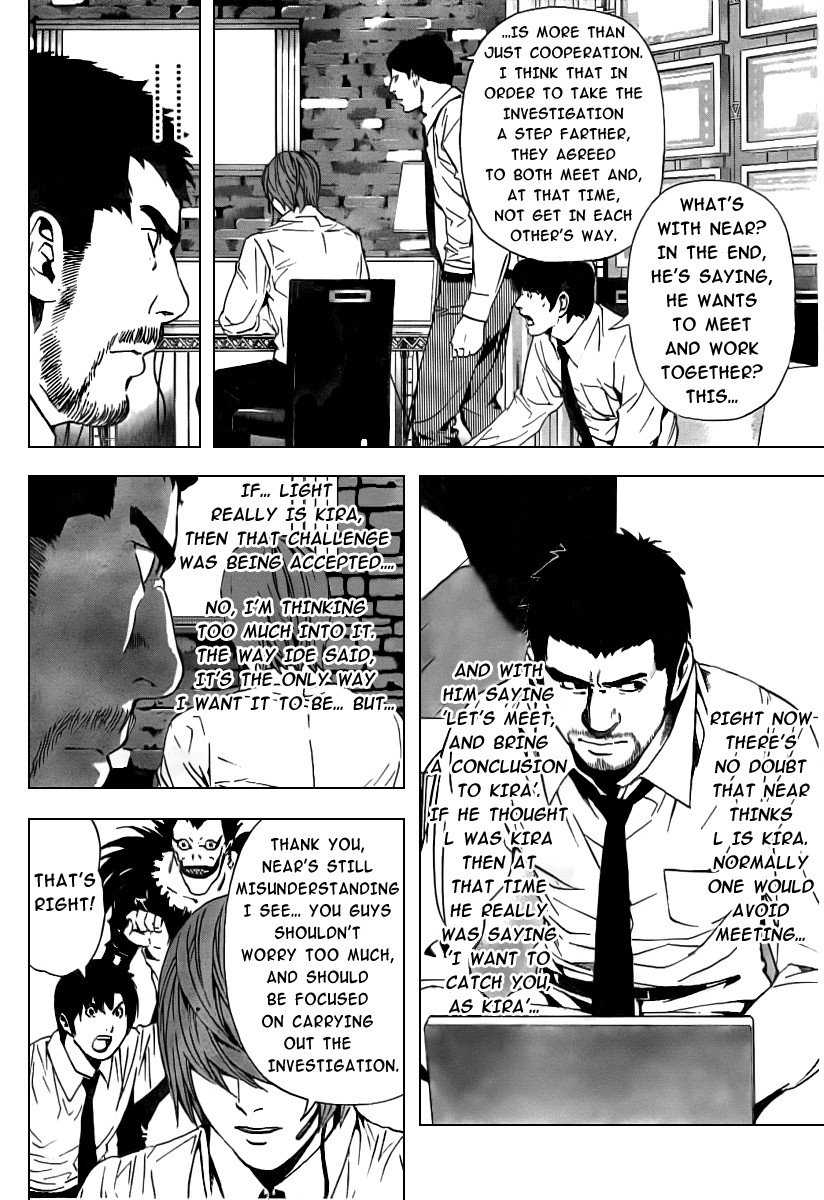 WHAT'S
WITH NEAR?
IN THE END,
HE'S SAYING,
HE WANTS
TO MEET
AND WORK
TOGETHER?
THIS...
...IS MORE THAN
JUST COOPERATION.
I THINK THAT IN
ORDER TO TAKE THE
INVESTIGATION
A STEP FARTHER,
THEY AGREED
TO BOTH MEET AND,
AT THAT TIME,
NOT GET IN EACH
OTHER'S WAY.
RIGHT NOW-
THERE'S
NO DOUBT
THAT NEAR
THINKS
L IS KIRA.
NORMALLY
ONE WOULD
AVOID
MEETING...
AND WITH
HIM SAYING
'LET'S MEET,
AND BRING
A CONCLUSION
TO KIRA'.
IF HE THOUGHT
L WAS KIRA
THEN AT
THAT TIME
HE REALLY
WAS SAYING
'I WANT TO
CATCH YOU,
AS KIRA'...
IF... LIGHT
REALLY IS KIRA,
THEN THAT CHALLENGE
WAS BEING ACCEPTED....
NO, I'M THINKING
TOO MUCH INTO IT.
THE WAY IDE SAID,
IT'S THE ONLY WAY
I WANT IT TO BE... BUT...
THANK YOU,
NEAR'S STILL
MISUNDERSTANDING
I SEE... YOU GUYS
SHOULDN'T
WORRY TOO MUCH,
AND SHOULD
BE FOCUSED
ON CARRYING
OUT THE
INVESTIGATION.
THAT'S
RIGHT!